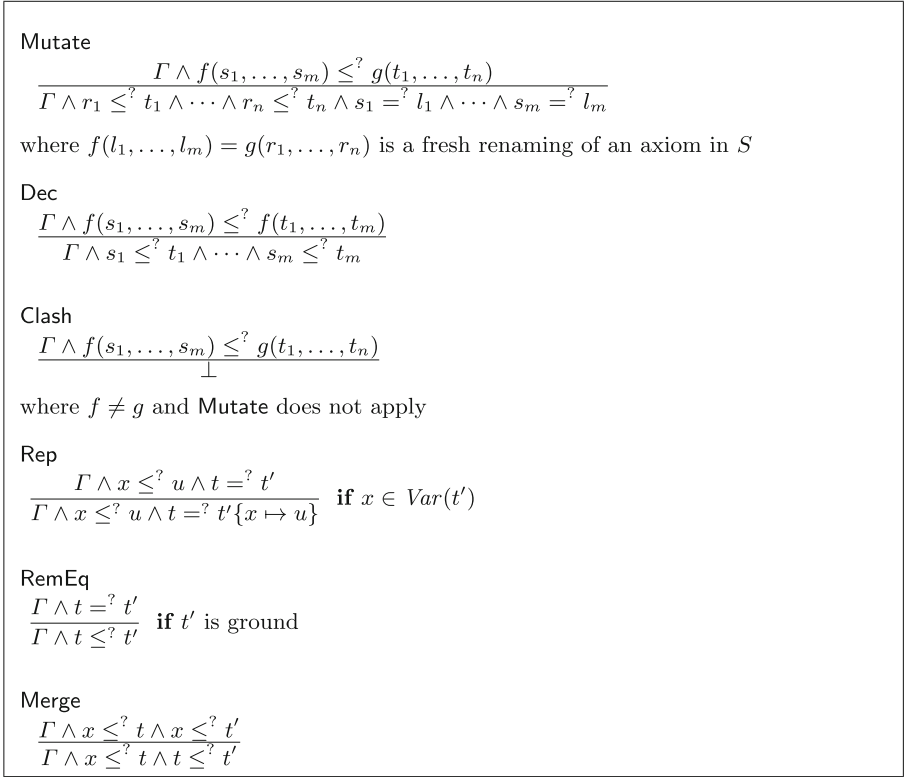 Mutate
Γ ∧ f(s₁, . . . , sₘ) ≤? g(t₁, . . . , tₙ)
Γ ∧ r₁ ≤? t₁ ∧ · · · ∧ rₙ ≤? tₙ ∧ s₁ =? l₁ ∧ · · · ∧ sₘ =? lₘ
where f(l₁, . . . , lₘ) = g(r₁, . . . , rₙ) is a fresh renaming of an axiom in S
Dec
Γ ∧ f(s₁, . . . , sₘ) ≤? f(t₁, . . . , tₘ)
Γ ∧ s₁ ≤? t₁ ∧ · · · ∧ sₘ ≤? tₘ
Clash
Γ ∧ f(s₁, . . . , sₘ) ≤? g(t₁, . . . , tₙ)
⊥
where f ≠ g and Mutate does not apply
Rep
Γ ∧ x ≤? u ∧ t =? t′
Γ ∧ x ≤? u ∧ t =? t′{x ↦ u} if x ∈ Var(t′)
RemEq
Γ ∧ t =? t′
Γ ∧ t ≤? t′ if t′ is ground
Merge
Γ ∧ x ≤? t ∧ x ≤? t′
Γ ∧ x ≤? t ∧ t ≤? t′